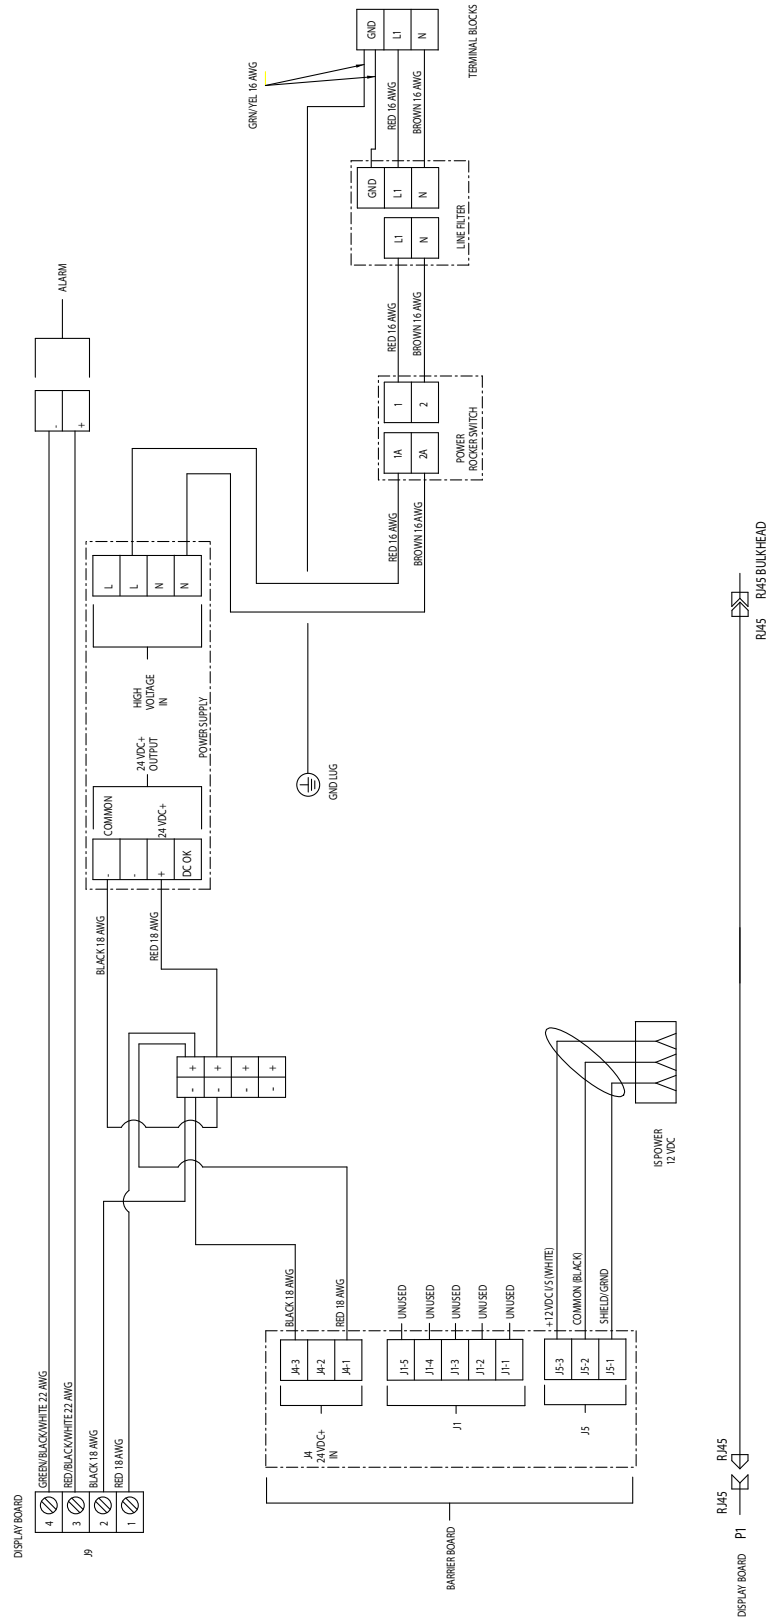 DISPLAY BOARD
4
GREEN/BLACK/WHITE 22 AWG
3
RED/BLACK/WHITE 22 AWG
2
BLACK 18 AWG
1
RED 18AWG
J9
-
+
ALARM
BLACK 18 AWG
RED 18 AWG
-
-
+
DC OK
COMMON
24 VDC+
24 VDC+
OUTPUT
HIGH
VOLTAGE
IN
L
L
N
N
POWER SUPPLY
- +
- +
- +
- +
GND LUG
GRN/YEL 16 AWG
GND
L1
N
TERMINAL BLOCKS
RED 16 AWG
BROWN 16 AWG
GND
L1
N
L1
N
LINE FILTER
RED 16 AWG
BROWN 16 AWG
1
2
1A
2A
POWER
ROCKER SWITCH
RED 16 AWG
BROWN 16AWG
BLACK 18 AWG
RED 18 AWG
J4-3
J4-2
J4-1
J4
24 VDC+
IN
J1-5
UNUSED
J1-4
UNUSED
J1-3
UNUSED
J1-2
UNUSED
J1-1
UNUSED
J1
J5-3
+12 VDC I/S (WHITE)
J5-2
COMMON (BLACK)
J5-1
SHIELD/GRND
J5
BARRIER BOARD
IS POWER
12 VDC
DISPLAY BOARD
P1
RJ45
RJ45
RJ45
RJ45 BULKHEAD